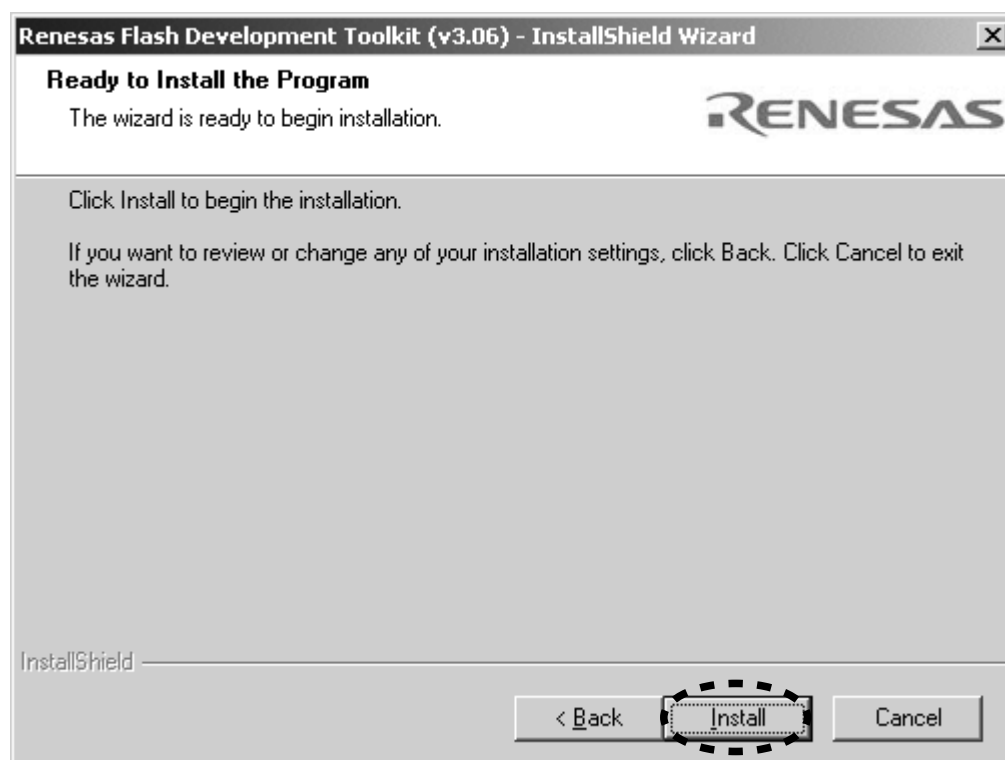 Renesas Flash Development Toolkit (v3.06) - InstallShield Wizard
Ready to Install the Program
The wizard is ready to begin installation.
RENESAS
Click Install to begin the installation.
If you want to review or change any of your installation settings, click Back. Click Cancel to exit
the wizard.
InstallShield
< Back Install Cancel